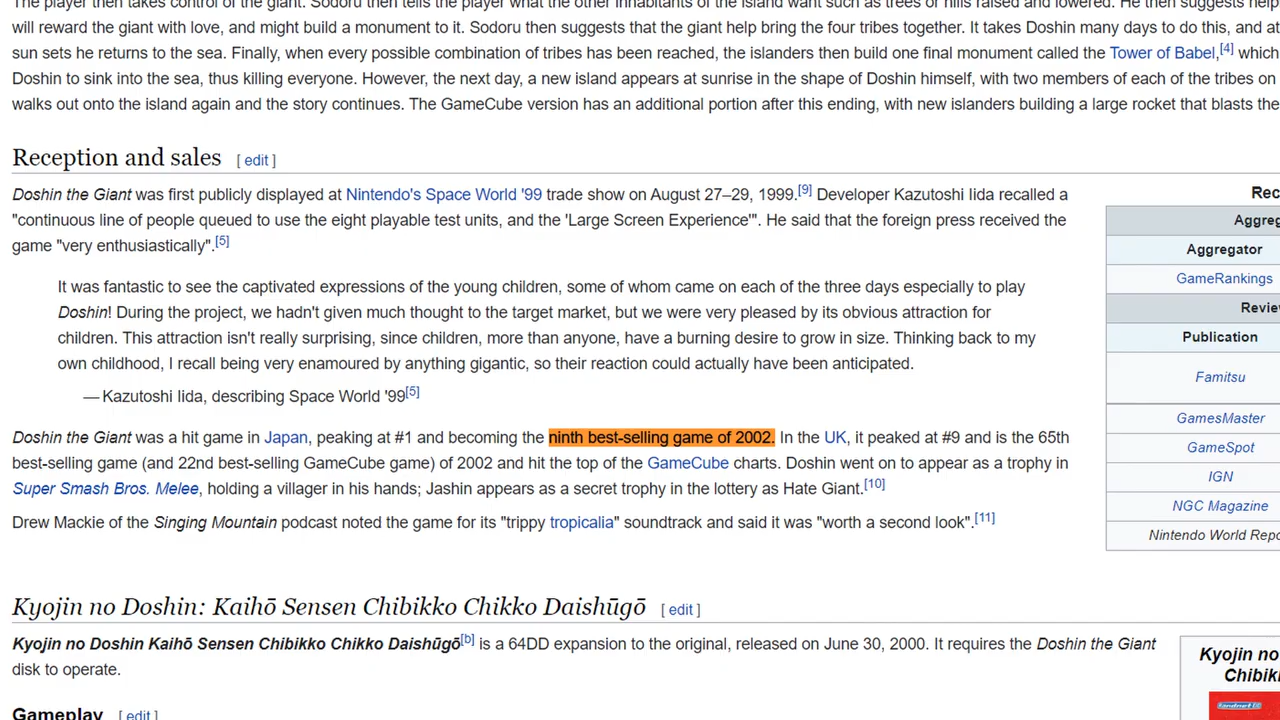 The player then takes control of the giant. Sodoru then tells the player what the other inhabitants of the island want such as trees or hills raised and lowered. He then suggests help
will reward the giant with love, and might build a monument to it. Sodoru then suggests that the giant help bring the four tribes together. It takes Doshin many days to do this, and at
sun sets he returns to the sea. Finally, when every possible combination of tribes has been reached, the islanders then build one final monument called the Tower of Babel,[4] which
Doshin to sink into the sea, thus killing everyone. However, the next day, a new island appears at sunrise in the shape of Doshin himself, with two members of each of the tribes on
walks out onto the island again and the story continues. The GameCube version has an additional portion after this ending, with new islanders building a large rocket that blasts the
Reception and sales [ edit ]
Doshin the Giant was first publicly displayed at Nintendo's Space World '99 trade show on August 27–29, 1999.[9] Developer Kazutoshi Iida recalled a
"continuous line of people queued to use the eight playable test units, and the 'Large Screen Experience'". He said that the foreign press received the
game "very enthusiastically".[5]
It was fantastic to see the captivated expressions of the young children, some of whom came on each of the three days especially to play
Doshin! During the project, we hadn't given much thought to the target market, but we were very pleased by its obvious attraction for
children. This attraction isn't really surprising, since children, more than anyone, have a burning desire to grow in size. Thinking back to my
own childhood, I recall being very enamoured by anything gigantic, so their reaction could actually have been anticipated.
— Kazutoshi Iida, describing Space World '99[5]
Doshin the Giant was a hit game in Japan, peaking at #1 and becoming the ninth best-selling game of 2002. In the UK, it peaked at #9 and is the 65th
best-selling game (and 22nd best-selling GameCube game) of 2002 and hit the top of the GameCube charts. Doshin went on to appear as a trophy in
Super Smash Bros. Melee, holding a villager in his hands; Jashin appears as a secret trophy in the lottery as Hate Giant.[10]
Drew Mackie of the Singing Mountain podcast noted the game for its "trippy tropicalia" soundtrack and said it was "worth a second look".[11]
Rec
Aggreg
Aggregator
GameRankings
Review
Publication
Famitsu
GamesMaster
GameSpot
IGN
NGC Magazine
Nintendo World Repo
Kyojin no Doshin: Kaihō Sensen Chibikko Chikko Daishūgō [ edit ]
Kyojin no Doshin Kaihō Sensen Chibikko Chikko Daishūgō[b] is a 64DD expansion to the original, released on June 30, 2000. It requires the Doshin the Giant
disk to operate.
Kyojin no
Chibikk
Gameplay [ edit ]